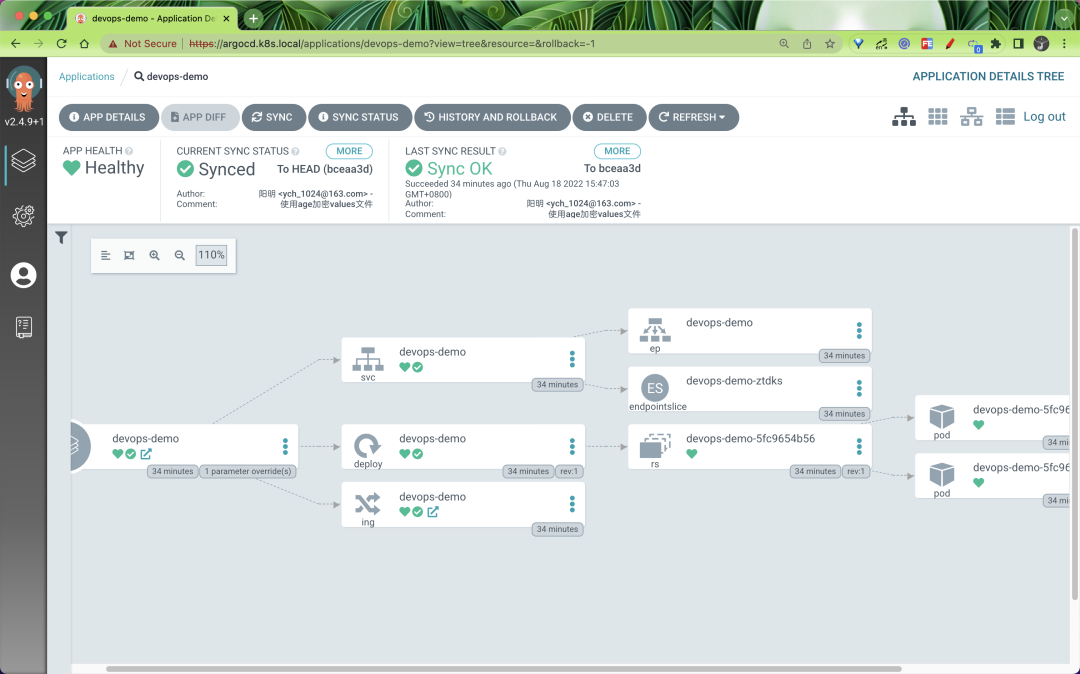 devops-demo - Application De
Not Secure
https://argocd.k8s.local/applications/devops-demo?view=tree&resource=&rollback=-1
FE
0
v2.4.9+1
Applications
devops-demo
APPLICATION DETAILS TREE
APP DETAILS
APP DIFF
SYNC
SYNC STATUS
HISTORY AND ROLLBACK
DELETE
REFRESH
Log out
APP HEALTH
Healthy
CURRENT SYNC STATUS
MORE
Synced
To HEAD (bceaa3d)
Author:
阳明 <ych_1024@163.com> -
Comment:
使用age加密values文件
LAST SYNC RESULT
MORE
Sync OK
To bceaa3d
Succeeded 34 minutes ago (Thu Aug 18 2022 15:47:03
GMT+0800)
Author:
阳明 <ych_1024@163.com> -
Comment:
使用age加密values文件
110%
devops-demo
34 minutes
1 parameter override(s)
svc
devops-demo
34 minutes
deploy
devops-demo
34 minutes
rev:1
ing
devops-demo
34 minutes
ep
devops-demo
34 minutes
ES
endpointslice
devops-demo-ztdks
34 minutes
rs
devops-demo-5fc9654b56
34 minutes
rev:1
pod
devops-demo-5fc96
34 mi
pod
devops-demo-5fc96
34 mi